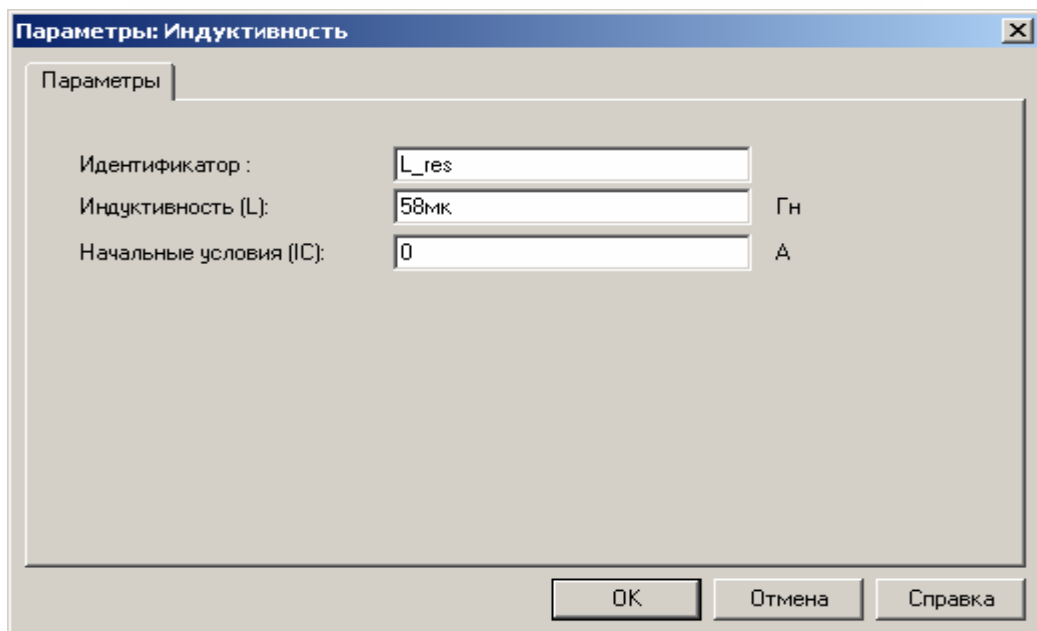 Параметры: Индуктивность
Параметры
Идентификатор : L_res
Индуктивность (L): 58мк Гн
Начальные условия (IC): 0 А
OK Отмена Справка